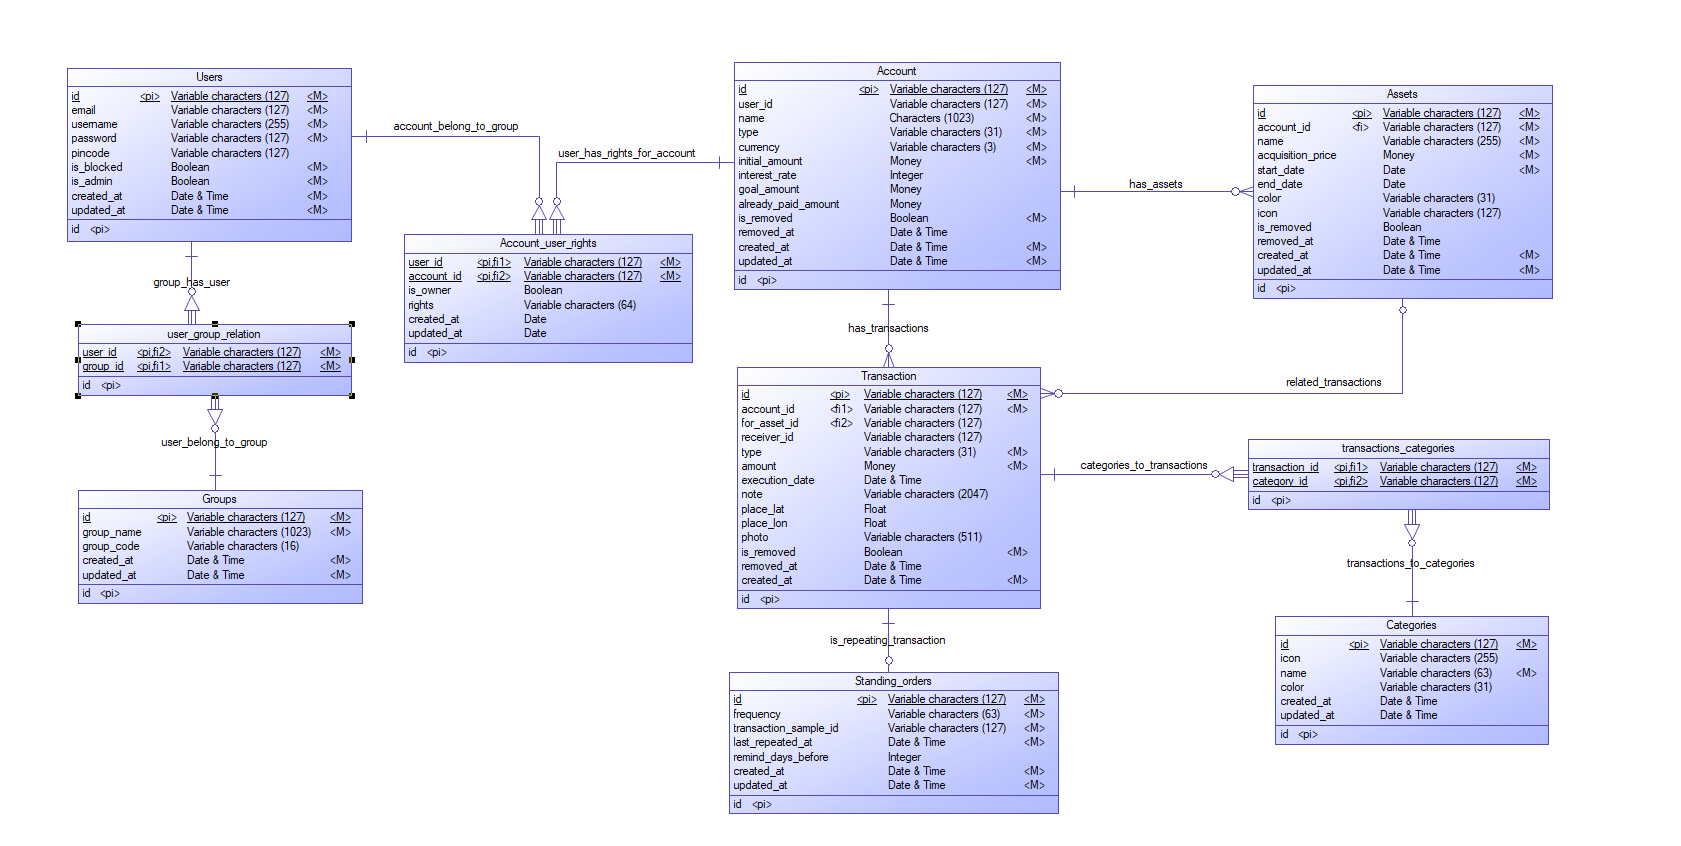 Users
id <pi> Variable characters (127) <M>
email Variable characters (127) <M>
username Variable characters (255) <M>
password Variable characters (127) <M>
pincode Variable characters (127)
is_blocked Boolean <M>
is_admin Boolean <M>
created_at Date & Time <M>
updated_at Date & Time <M>
id <pi>
account_belong_to_group
user_has_rights_for_account
Account
id <pi> Variable characters (127) <M>
user_id Variable characters (127) <M>
name Characters (1023) <M>
type Variable characters (31) <M>
currency Variable characters (3) <M>
initial_amount Money <M>
interest_rate Integer
goal_amount Money
already_paid_amount Money
is_removed Boolean <M>
removed_at Date & Time
created_at Date & Time <M>
updated_at Date & Time <M>
id <pi>
has_assets
Assets
id <pi> Variable characters (127) <M>
account_id <fi> Variable characters (127) <M>
name Variable characters (255) <M>
acquisition_price Money <M>
start_date Date <M>
end_date Date
color Variable characters (31)
icon Variable characters (127)
is_removed Boolean
removed_at Date & Time
created_at Date & Time <M>
updated_at Date & Time <M>
id <pi>
Account_user_rights
user_id <pi,fi1> Variable characters (127) <M>
account_id <pi,fi2> Variable characters (127) <M>
is_owner Boolean
rights Variable characters (64)
created_at Date
updated_at Date
id <pi>
group_has_user
user_group_relation
user_id <pi,fi2> Variable characters (127) <M>
group_id <pi,fi1> Variable characters (127) <M>
id <pi>
user_belong_to_group
Groups
id <pi> Variable characters (127) <M>
group_name Variable characters (1023) <M>
group_code Variable characters (16)
created_at Date & Time <M>
updated_at Date & Time <M>
id <pi>
has_transactions
Transaction
id <pi> Variable characters (127) <M>
account_id <fi1> Variable characters (127) <M>
for_asset_id <fi2> Variable characters (127)
receiver_id Variable characters (127)
type Variable characters (31) <M>
amount Money <M>
execution_date Date & Time
note Variable characters (2047)
place_lat Float
place_lon Float
photo Variable characters (511)
is_removed Boolean <M>
removed_at Date & Time
created_at Date & Time <M>
id <pi>
related_transactions
categories_to_transactions
transactions_categories
transaction_id <pi,fi1> Variable characters (127) <M>
category_id <pi,fi2> Variable characters (127) <M>
id <pi>
transactions_to_categories
Categories
id <pi> Variable characters (127) <M>
icon Variable characters (255)
name Variable characters (63) <M>
color Variable characters (31)
created_at Date & Time
updated_at Date & Time
id <pi>
is_repeating_transaction
Standing_orders
id <pi> Variable characters (127) <M>
frequency Variable characters (63) <M>
transaction_sample_id Variable characters (127) <M>
last_repeated_at Date & Time <M>
remind_days_before Integer
created_at Date & Time <M>
updated_at Date & Time <M>
id <pi>